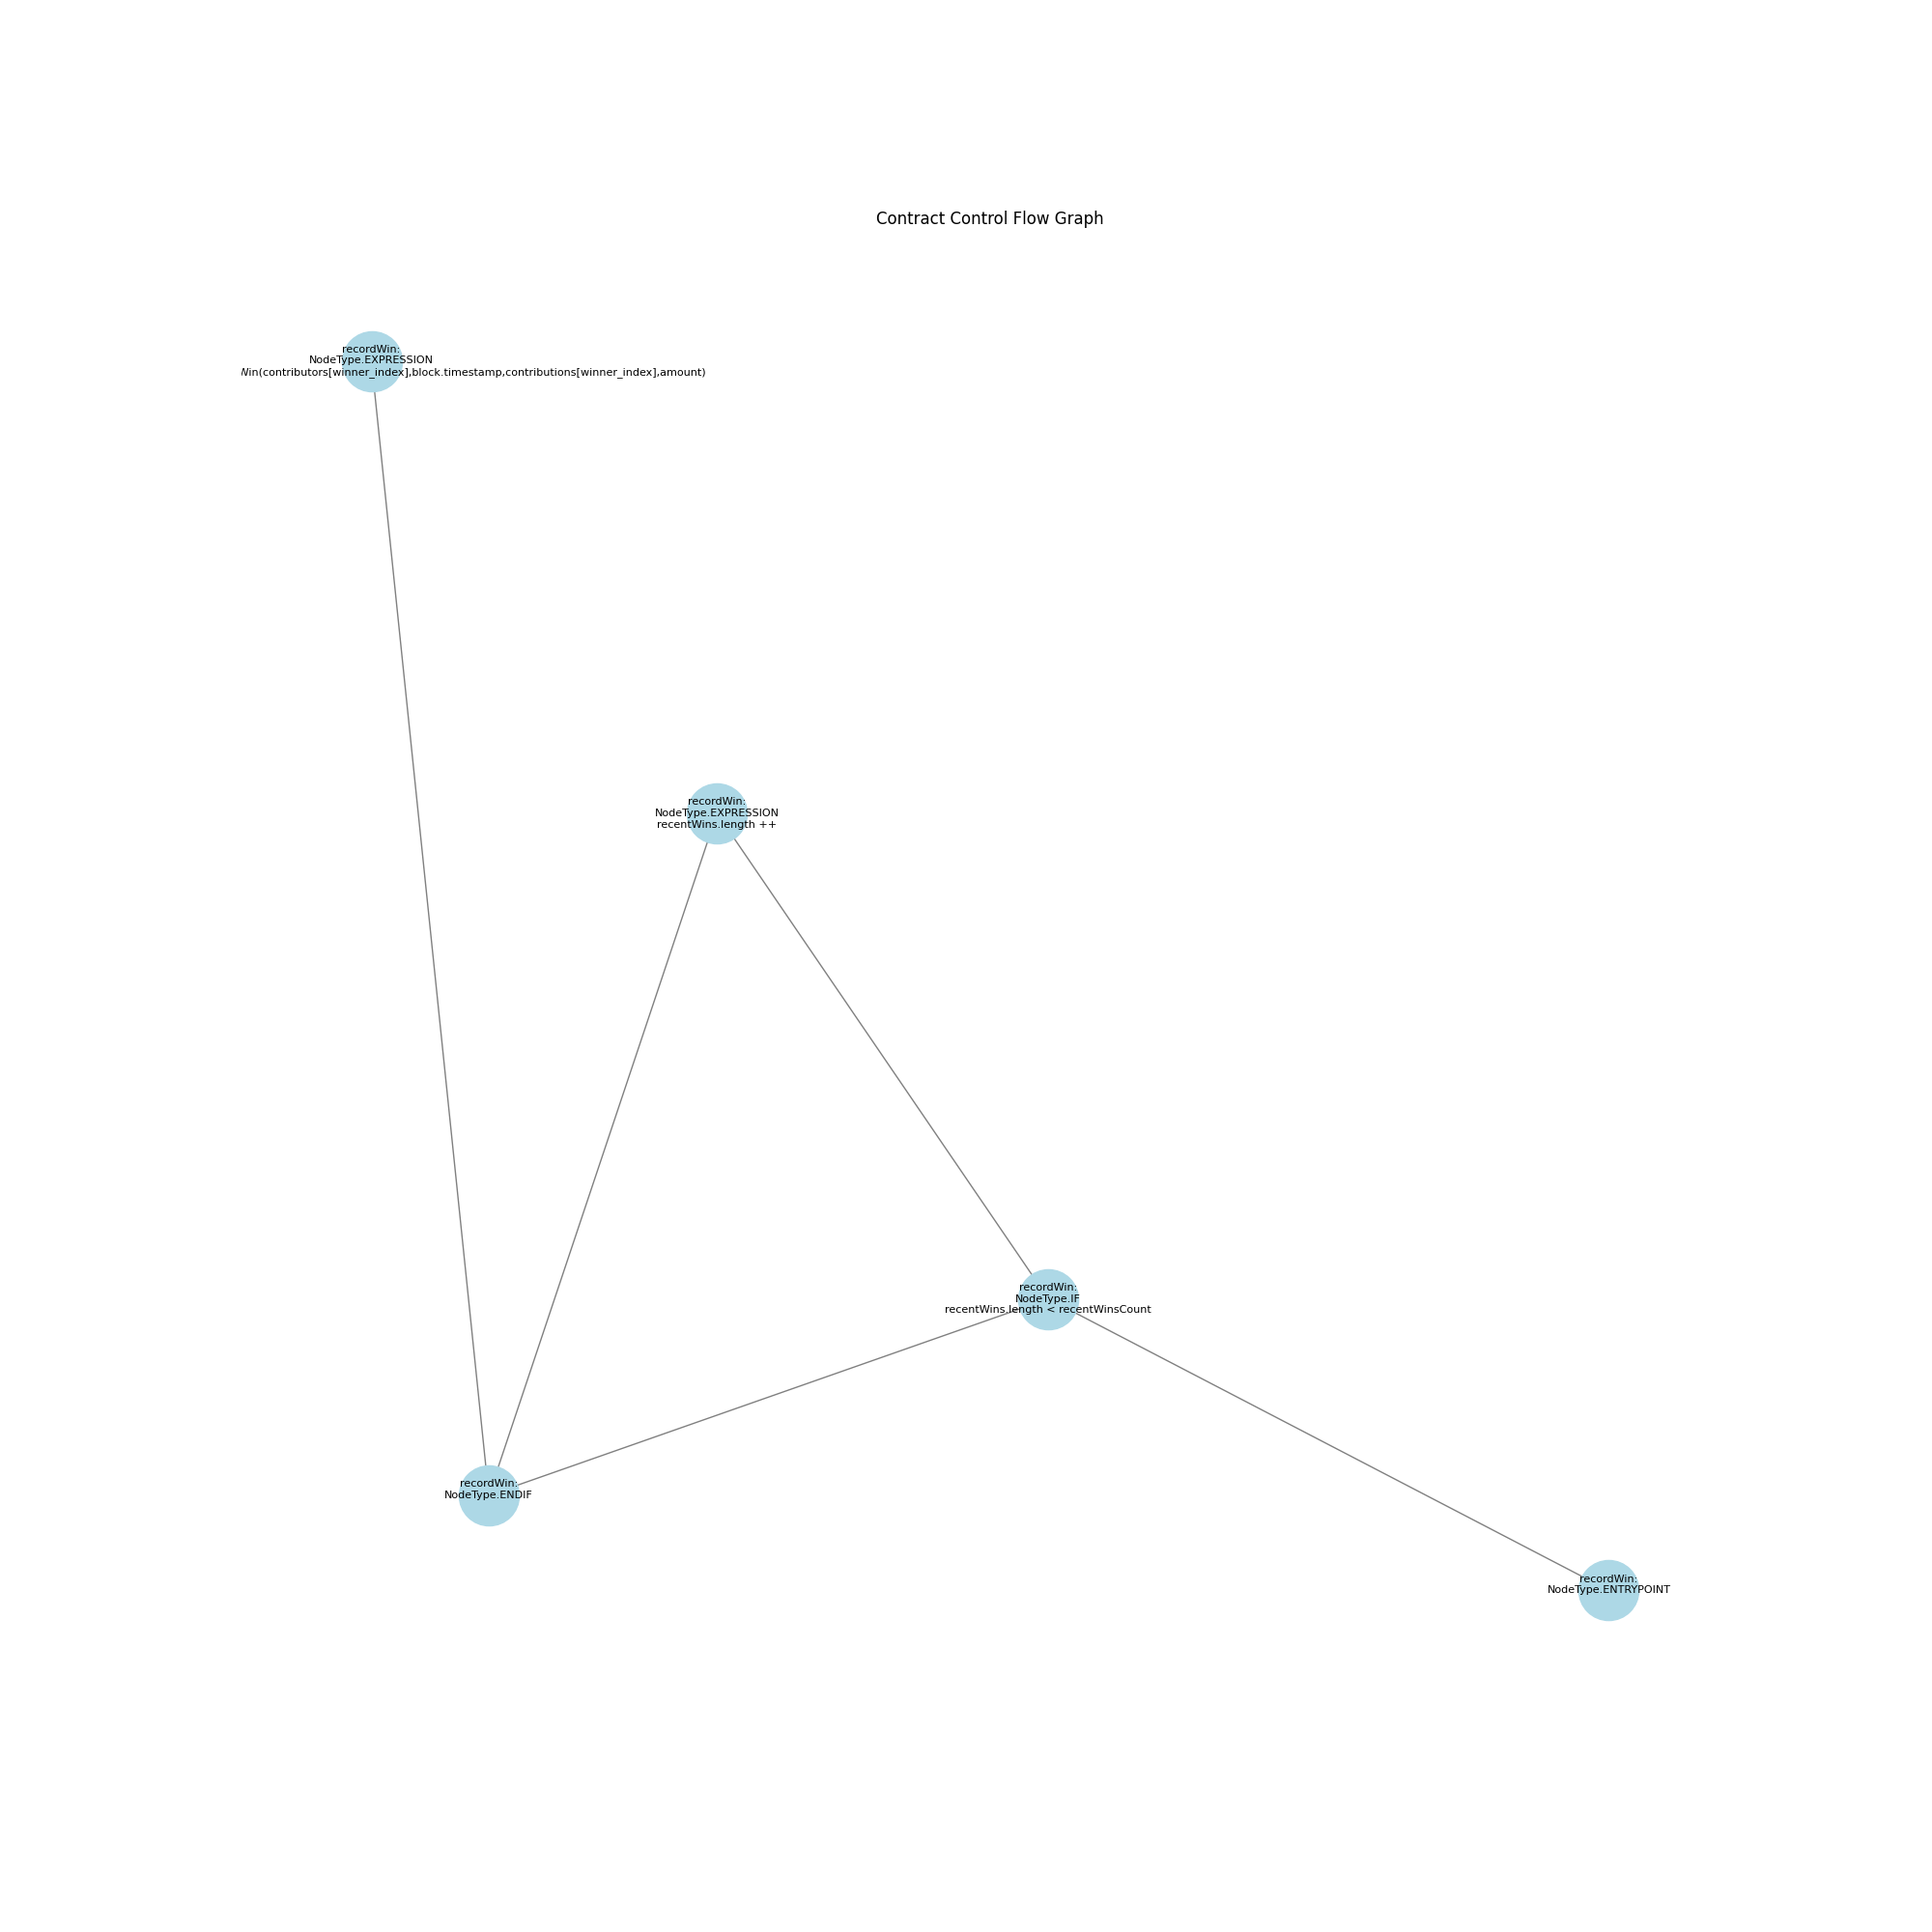 Contract Control Flow Graph
recordWin:
NodeType.EXPRESSION
Win(contributors[winner_index],block.timestamp,contributions[winner_index],amount)
recordWin:
NodeType.EXPRESSION
recentWins.length ++
recordWin:
NodeType.IF
recentWins.length < recentWinsCount
recordWin:
NodeType.ENDIF
recordWin:
NodeType.ENTRYPOINT